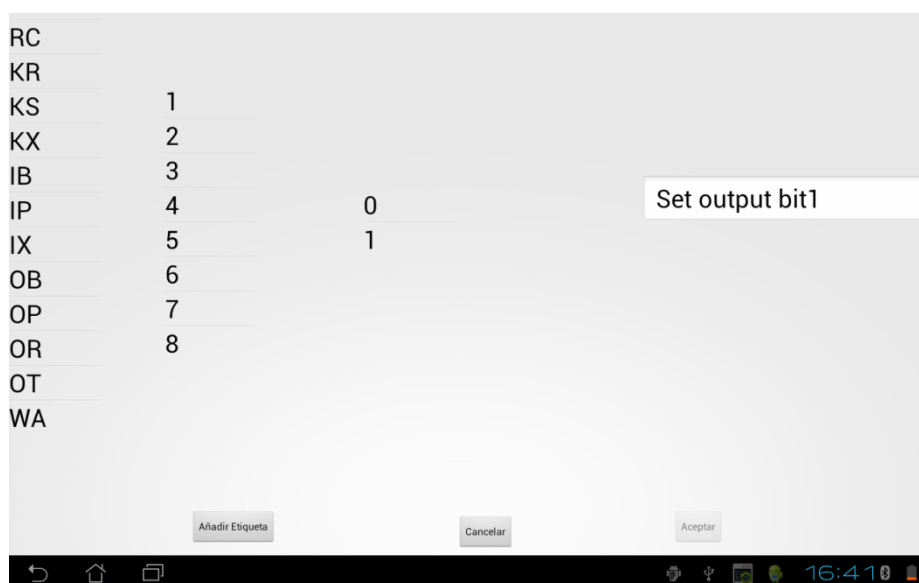 RC
KR
KS
KX
IB
IP
IX
OB
OP
OR
OT
WA
1
2
3
4
5
6
7
8
0
1
Set output bit1
Añadir Etiqueta
Cancelar
Aceptar
16:41